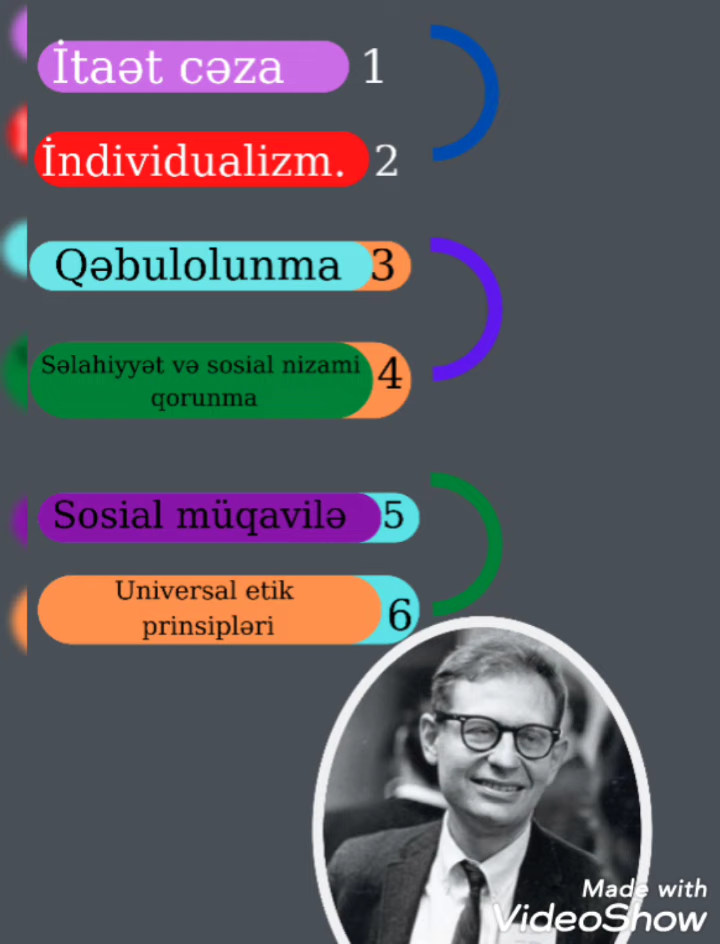 İtaət cəza 1
İndividualizm. 2
Qəbulolunma 3
Səlahiyyət və sosial nizami
qorunma 4
Sosial müqavilə 5
Universal etik
prinsipləri 6
Made with
VideoShow